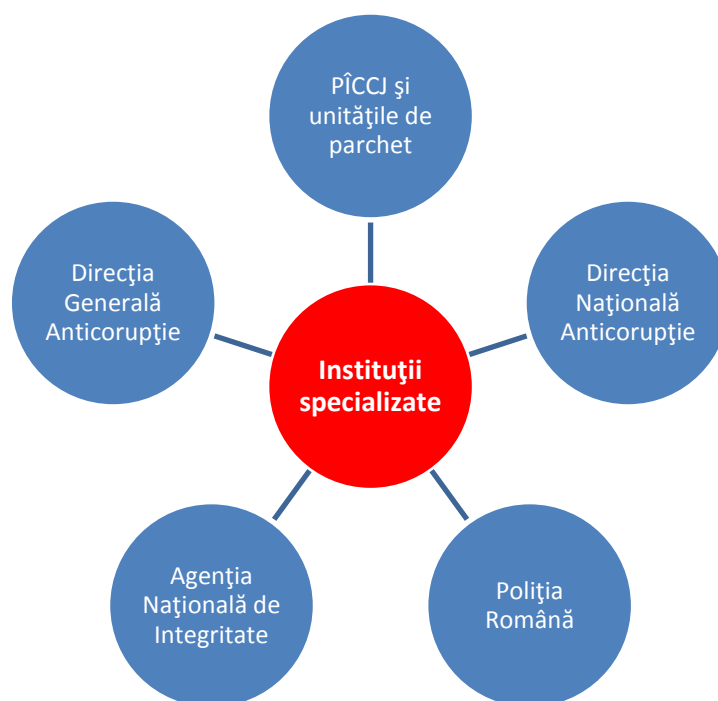 PÎCCJ şi
unităţile de
parchet
Direcţia
Generală
Anticorupţie
Direcţia
Naţională
Anticorupţie
Instituţii
specializate
Agenţia
Naţională de
Integritate
Poliţia
Română